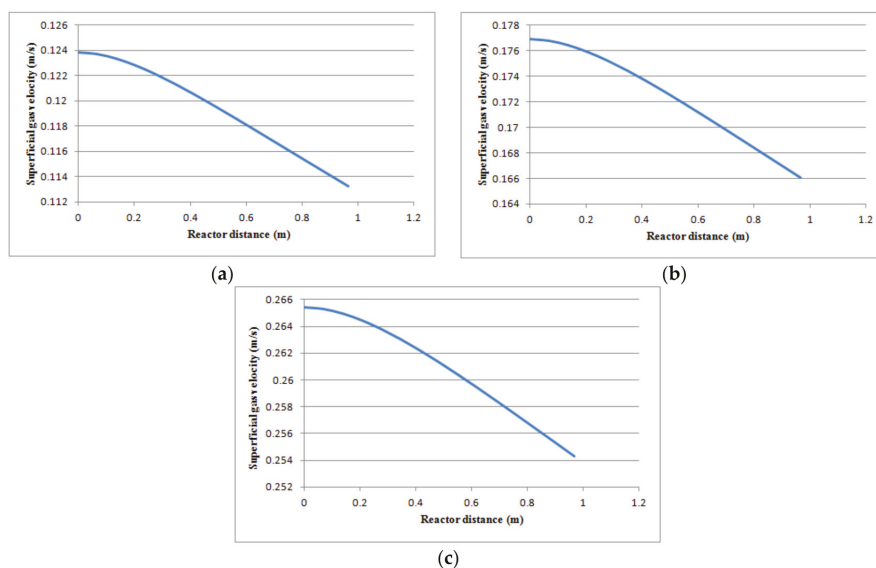 0.126
0.124
0.122
0.12
0.118
0.116
0.114
0.112
Superficial gas velocity (m/s)
0 0.2 0.4 0.6 0.8 1 1.2
Reactor distance (m)
(a)
0.178
0.176
0.174
0.172
0.17
0.168
0.166
0.164
Superficial gas velocity (m/s)
0 0.2 0.4 0.6 0.8 1 1.2
Reactor distance (m)
(b)
0.266
0.264
0.262
0.26
0.258
0.256
0.254
0.252
Superficial gas velocity (m/s)
0 0.2 0.4 0.6 0.8 1 1.2
Reactor distance (m)
(c)